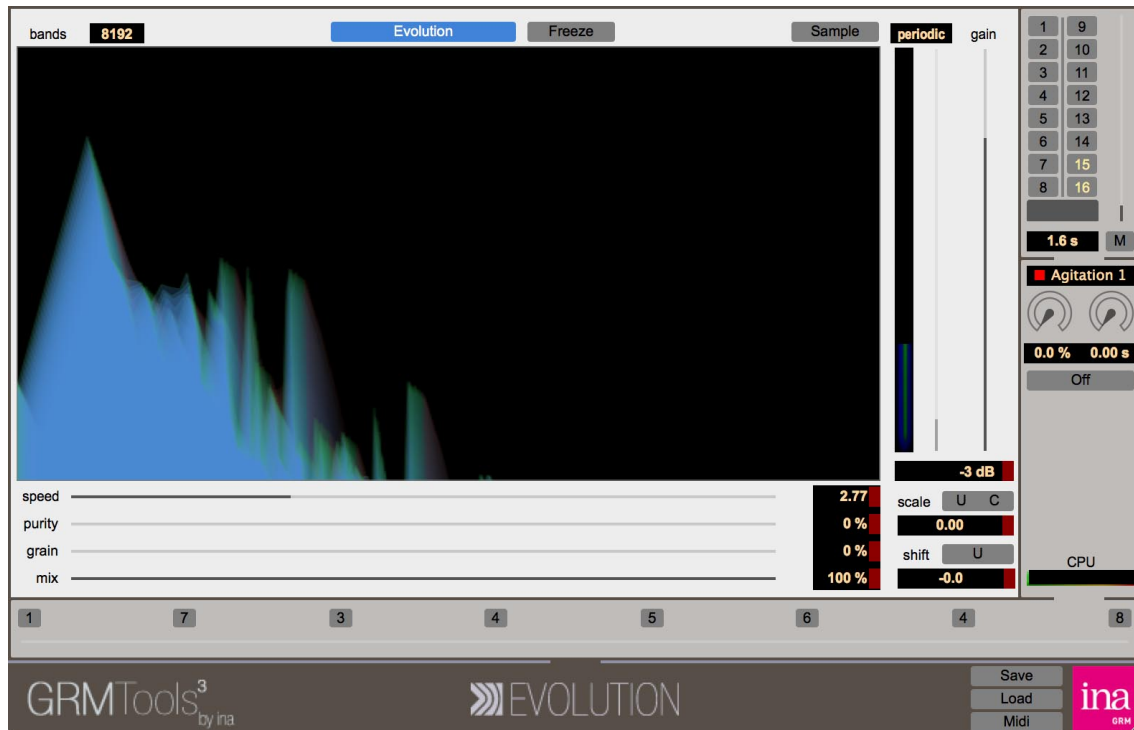 bands 8192 Evolution Freeze Sample periodic gain
1 9
2 10
3 11
4 12
5 13
6 14
7 15
8 16
1.6 s M
Agitation 1
0.0 % 0.00 s
Off
-3 dB
speed 2.77
purity 0 %
grain 0 %
mix 100 %
scale U C
0.00
shift U
-0.0
CPU
1 7 3 4 5 6 4 8
GRMTools3
by ina
EVOLUTION
Save
Load
Midi
ina
GRM